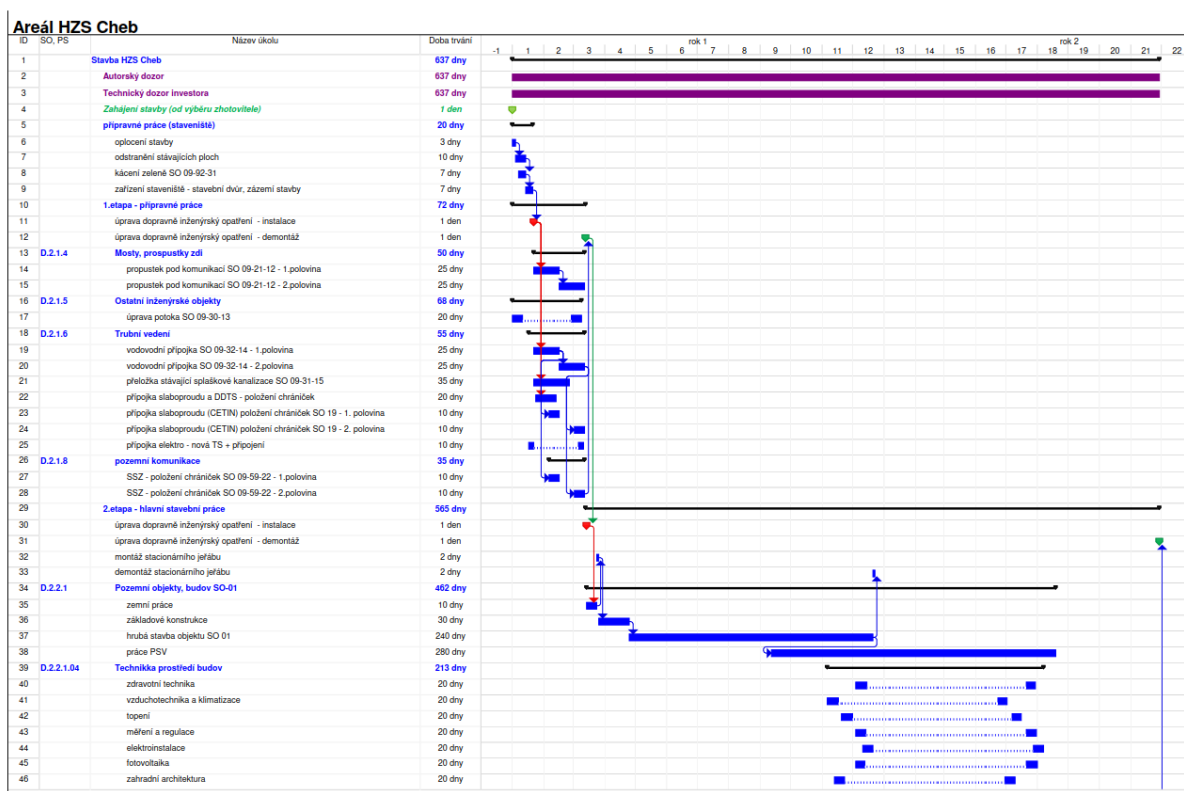 Areál HZS Cheb
ID SO, PS Název úkolu Doba trvání rok 1 rok 2
-1 1 2 3 4 5 6 7 8 9 10 11 12 13 14 15 16 17 18 19 20 21 22
1 Stavba HZS Cheb 637 dny
2 Autorský dozor 637 dny
3 Technický dozor investora 637 dny
4 Zahájení stavby (od výběru zhotovitele) 1 den
5 přípravné práce (staveniště) 20 dny
6 oplocení stavby 3 dny
7 odstranění stávajících ploch 10 dny
8 kácení zeleně SO 09-92-31 7 dny
9 zařízení staveniště - stavební dvůr, zázemí stavby 7 dny
10 1.etapa - přípravné práce 72 dny
11 úprava dopravně inženýrský opatření - instalace 1 den
12 úprava dopravně inženýrský opatření - demontáž 1 den
13 D.2.1.4 Mosty, prospustky zdi 50 dny
14 propustek pod komunikací SO 09-21-12 - 1.polovina 25 dny
15 propustek pod komunikací SO 09-21-12 - 2.polovina 25 dny
16 D.2.1.5 Ostatní inženýrské objekty 68 dny
17 úprava potoka SO 09-30-13 20 dny
18 D.2.1.6 Trubní vedení 55 dny
19 vodovodní přípojka SO 09-32-14 - 1.polovina 25 dny
20 vodovodní přípojka SO 09-32-14 - 2.polovina 25 dny
21 přeložka stávající splaškové kanalizace SO 09-31-15 35 dny
22 přípojka slaboproudu a DDTS - položení chrániček 20 dny
23 přípojka slaboproudu (CETIN) položení chrániček SO 19 - 1. polovina 10 dny
24 přípojka slaboproudu (CETIN) položení chrániček SO 19 - 2. polovina 10 dny
25 přípojka elektro - nová TS + připojení 10 dny
26 D.2.1.8 pozemní komunikace 35 dny
27 SSZ - položení chrániček SO 09-59-22 - 1.polovina 10 dny
28 SSZ - položení chrániček SO 09-59-22 - 2.polovina 10 dny
29 2.etapa - hlavní stavební práce 565 dny
30 úprava dopravně inženýrský opatření - instalace 1 den
31 úprava dopravně inženýrský opatření - demontáž 1 den
32 montáž stacionárního jeřábu 2 dny
33 demontáž stacionárního jeřábu 2 dny
34 D.2.2.1 Pozemní objekty, budov SO-01 462 dny
35 zemní práce 10 dny
36 základové konstrukce 30 dny
37 hrubá stavba objektu SO 01 240 dny
38 práce PSV 280 dny
39 D.2.2.1.04 Technikka prostředí budov 213 dny
40 zdravotní technika 20 dny
41 vzduchotechnika a klimatizace 20 dny
42 topení 20 dny
43 měření a regulace 20 dny
44 elektroinstalace 20 dny
45 fotovoltaika 20 dny
46 zahradní architektura 20 dny